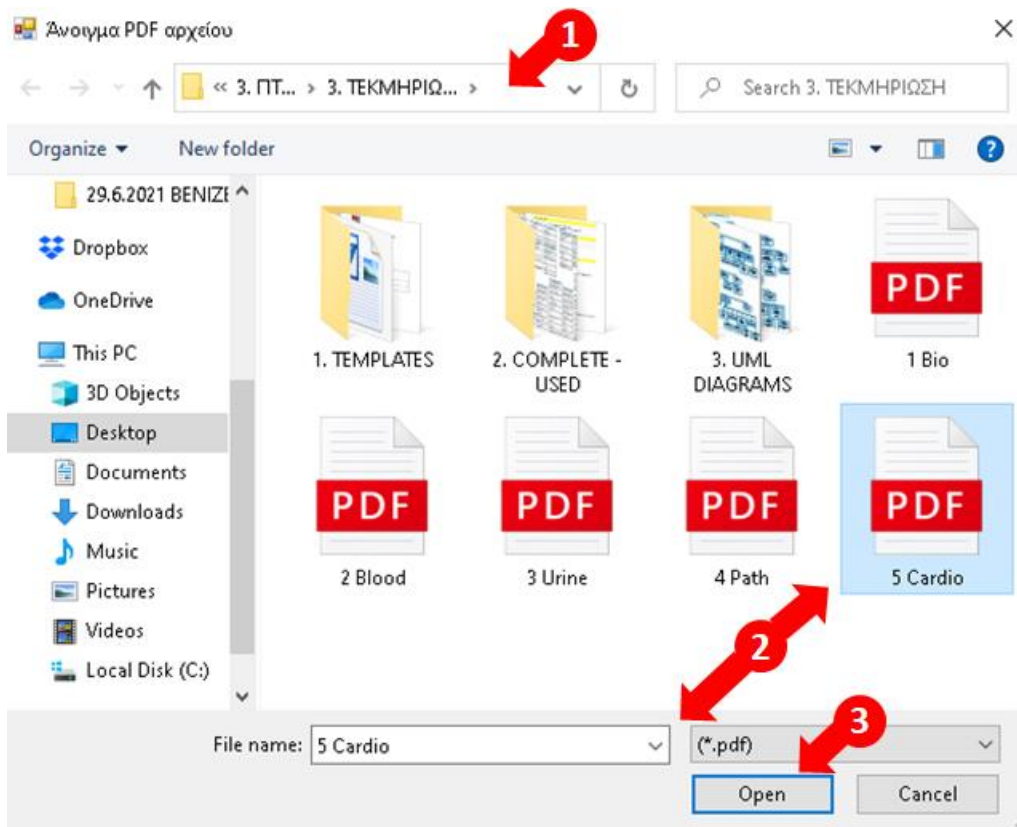 Άνοιγμα PDF αρχείου
1
« 3. ΠΤ... › 3. ΤΕΚΜΗΡΙΩ... ›
Search 3. ΤΕΚΜΗΡΙΩΣΗ
Organize
New folder
29.6.2021 BENIZE
Dropbox
OneDrive
This PC
3D Objects
Desktop
Documents
Downloads
Music
Pictures
Videos
Local Disk (C:)
1. TEMPLATES
2. COMPLETE -
USED
3. UML
DIAGRAMS
PDF
1 Bio
PDF
2 Blood
PDF
3 Urine
PDF
4 Path
PDF
5 Cardio
2
3
File name:
5 Cardio
(*.pdf)
Open
Cancel